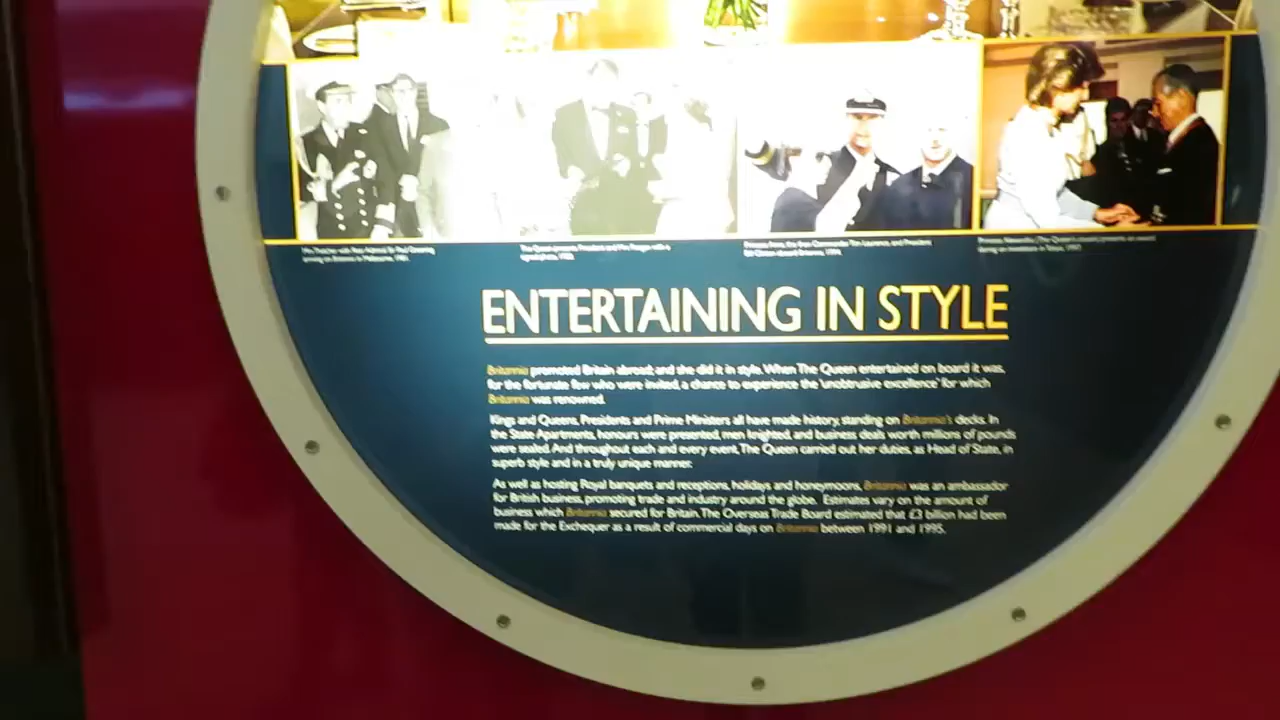 ENTERTAINING IN STYLE
Britannia promoted Britain abroad; and she did it in style. When The Queen entertained on board it was,
for the fortunate few who were invited, a chance to experience the 'unobtrusive excellence' for which
Britannia was renowned.
Kings and Queens, Presidents and Prime Ministers all have made history, standing on Britannia's decks. In
the State Apartments, honours were presented, men knighted, and business deals worth millions of pounds
were sealed. And throughout each and every event, The Queen carried out her duties, as Head of State, in
superb style and in a truly unique manner.
As well as hosting Royal banquets and receptions, holidays and honeymoons, Britannia was an ambassador
for British business, promoting trade and industry around the globe. Estimates vary on the amount of
business which Britannia secured for Britain. The Overseas Trade Board estimated that £3 billion had been
made for the Exchequer as a result of commercial days on Britannia between 1991 and 1995.